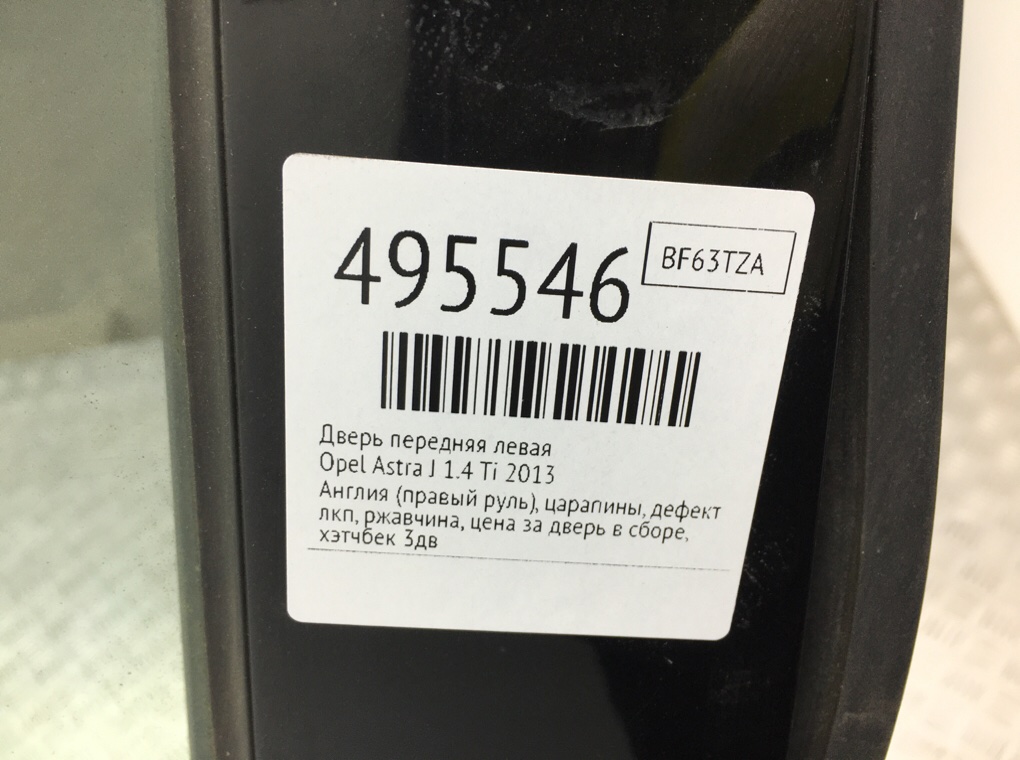 495546
BF63TZA
Дверь передняя левая
Opel Astra J 1.4 Ti 2013
Англия (правый руль), царапины, дефект
лкп, ржавчина, цена за дверь в сборе,
хэтчбек 3дв